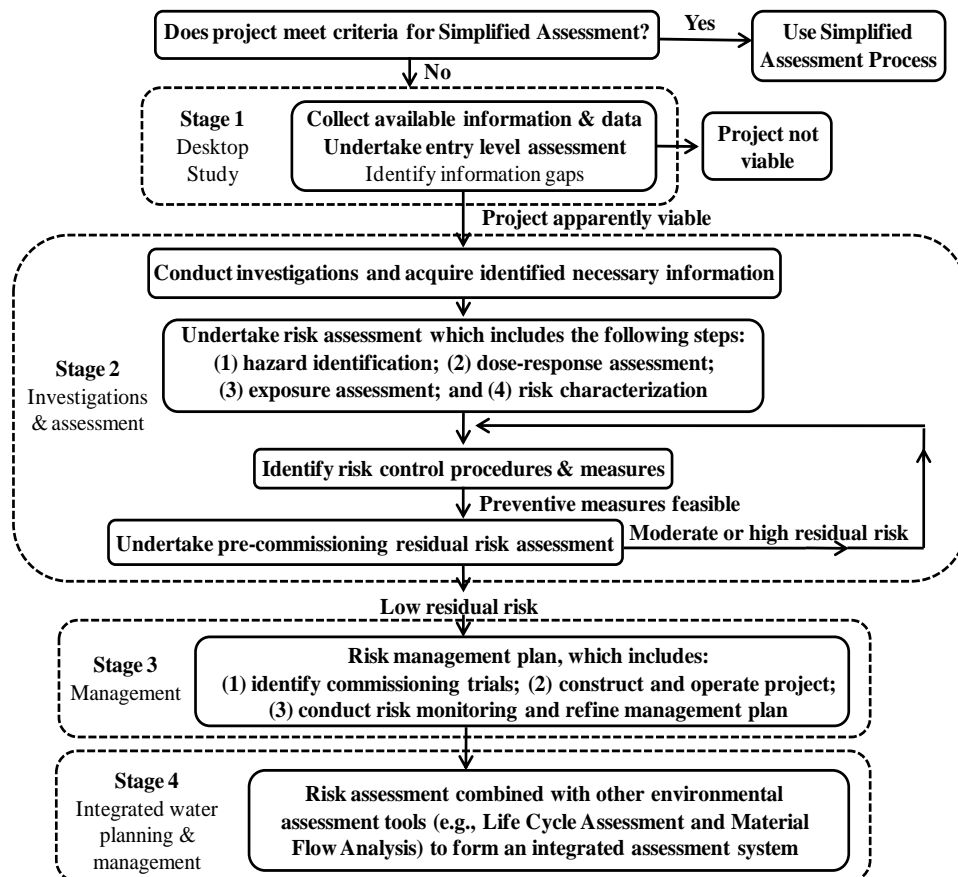 Does project meet criteria for Simplified Assessment?
Yes
Use Simplified
Assessment Process
No
Stage 1
Desktop
Study
Collect available information & data
Undertake entry level assessment
Identify information gaps
Project not
viable
Project apparently viable
Conduct investigations and acquire identified necessary information
Stage 2
Investigations
& assessment
Undertake risk assessment which includes the following steps:
(1) hazard identification; (2) dose-response assessment;
(3) exposure assessment; and (4) risk characterization
Identify risk control procedures & measures
Preventive measures feasible
Undertake pre-commissioning residual risk assessment
Moderate or high residual risk
Low residual risk
Stage 3
Management
Risk management plan, which includes:
(1) identify commissioning trials; (2) construct and operate project;
(3) conduct risk monitoring and refine management plan
Stage 4
Integrated water
planning &
management
Risk assessment combined with other environmental
assessment tools (e.g., Life Cycle Assessment and Material
Flow Analysis) to form an integrated assessment system